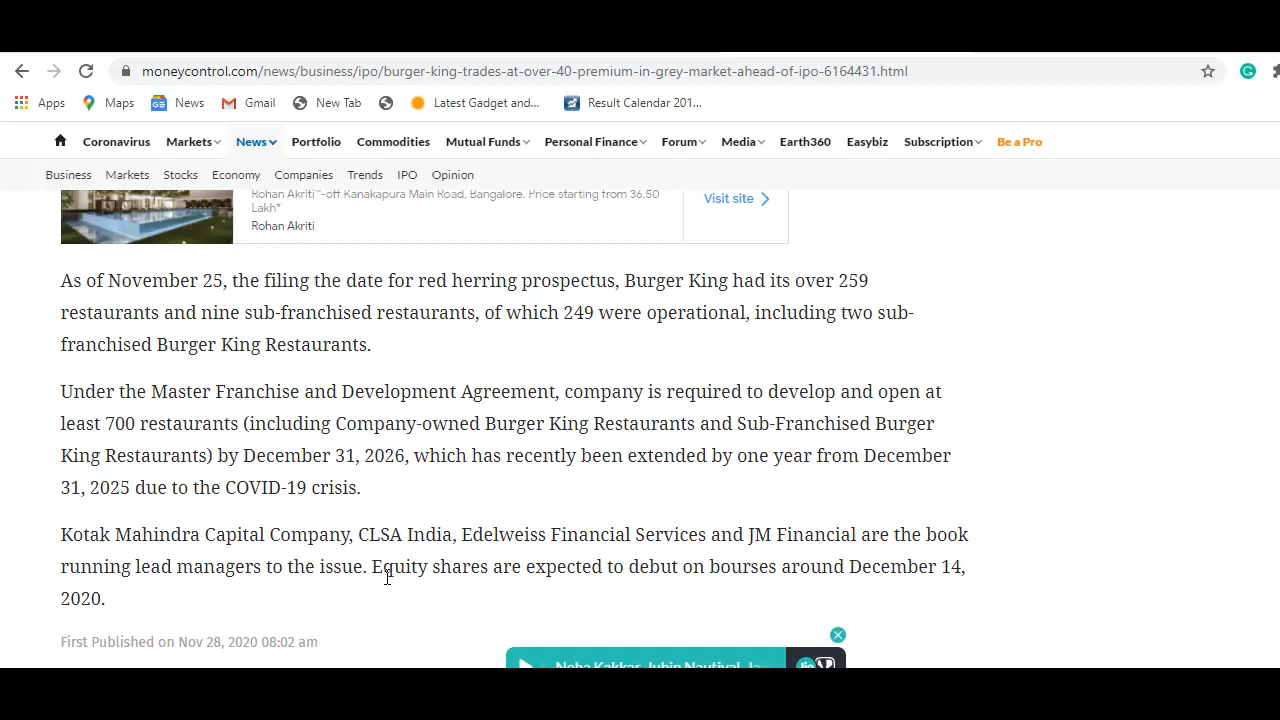 moneycontrol.com/news/business/ipo/burger-king-trades-at-over-40-premium-in-grey-market-ahead-of-ipo-6164431.html
Apps Maps News Gmail New Tab Latest Gadget and... Result Calendar 201...
Coronavirus Markets News Portfolio Commodities Mutual Funds Personal Finance Forum Media Earth360 Easybiz Subscription Be a Pro
Business Markets Stocks Economy Companies Trends IPO Opinion
Rohan Akriti™-off Kanakapura Main Road, Bangalore. Price starting from 36.50
Lakh*
Rohan Akriti
Visit site
As of November 25, the filing the date for red herring prospectus, Burger King had its over 259
restaurants and nine sub-franchised restaurants, of which 249 were operational, including two sub-
franchised Burger King Restaurants.
Under the Master Franchise and Development Agreement, company is required to develop and open at
least 700 restaurants (including Company-owned Burger King Restaurants and Sub-Franchised Burger
King Restaurants) by December 31, 2026, which has recently been extended by one year from December
31, 2025 due to the COVID-19 crisis.
Kotak Mahindra Capital Company, CLSA India, Edelweiss Financial Services and JM Financial are the book
running lead managers to the issue. Equity shares are expected to debut on bourses around December 14,
2020.
First Published on Nov 28, 2020 08:02 am
Neha Kakkar, Jubin Nautiyal,